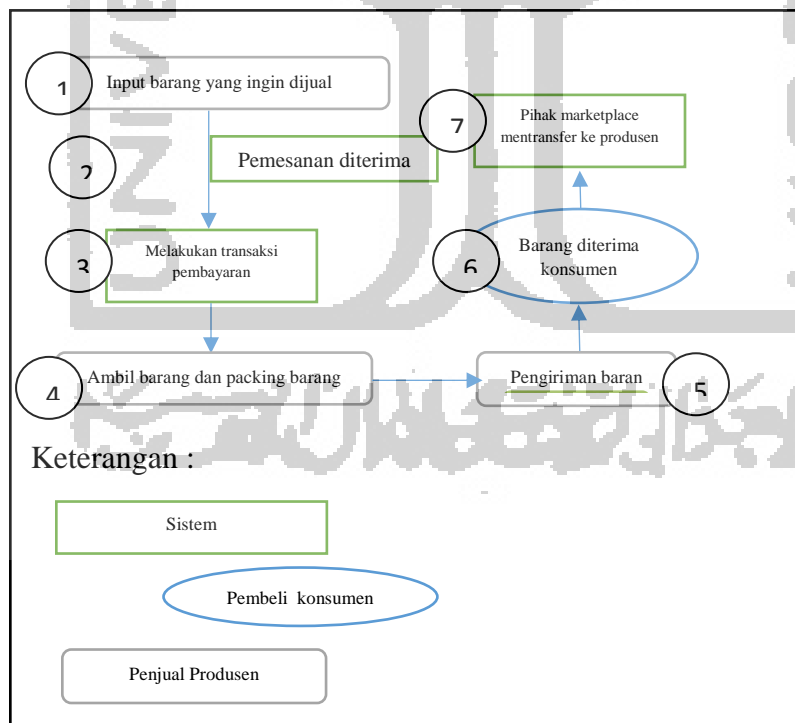 1 Input barang yang ingin dijual
2 Pemesanan diterima
3 Melakukan transaksi
pembayaran
4 Ambil barang dan packing barang
Pengiriman baran 5
6 Barang diterima
konsumen
7 Pihak marketplace
mentransfer ke produsen
Keterangan :
Sistem
Pembeli konsumen
Penjual Produsen